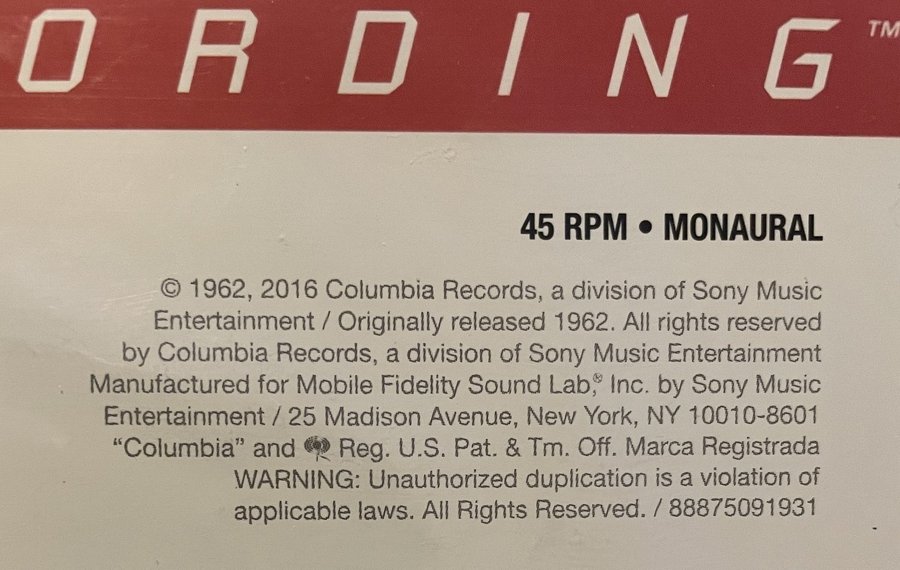 ORDING™
45 RPM • MONAURAL
© 1962, 2016 Columbia Records, a division of Sony Music
Entertainment / Originally released 1962. All rights reserved
by Columbia Records, a division of Sony Music Entertainment
Manufactured for Mobile Fidelity Sound Lab,® Inc. by Sony Music
Entertainment / 25 Madison Avenue, New York, NY 10010-8601
“Columbia” and Reg. U.S. Pat. & Tm. Off. Marca Registrada
WARNING: Unauthorized duplication is a violation of
applicable laws. All Rights Reserved. / 88875091931